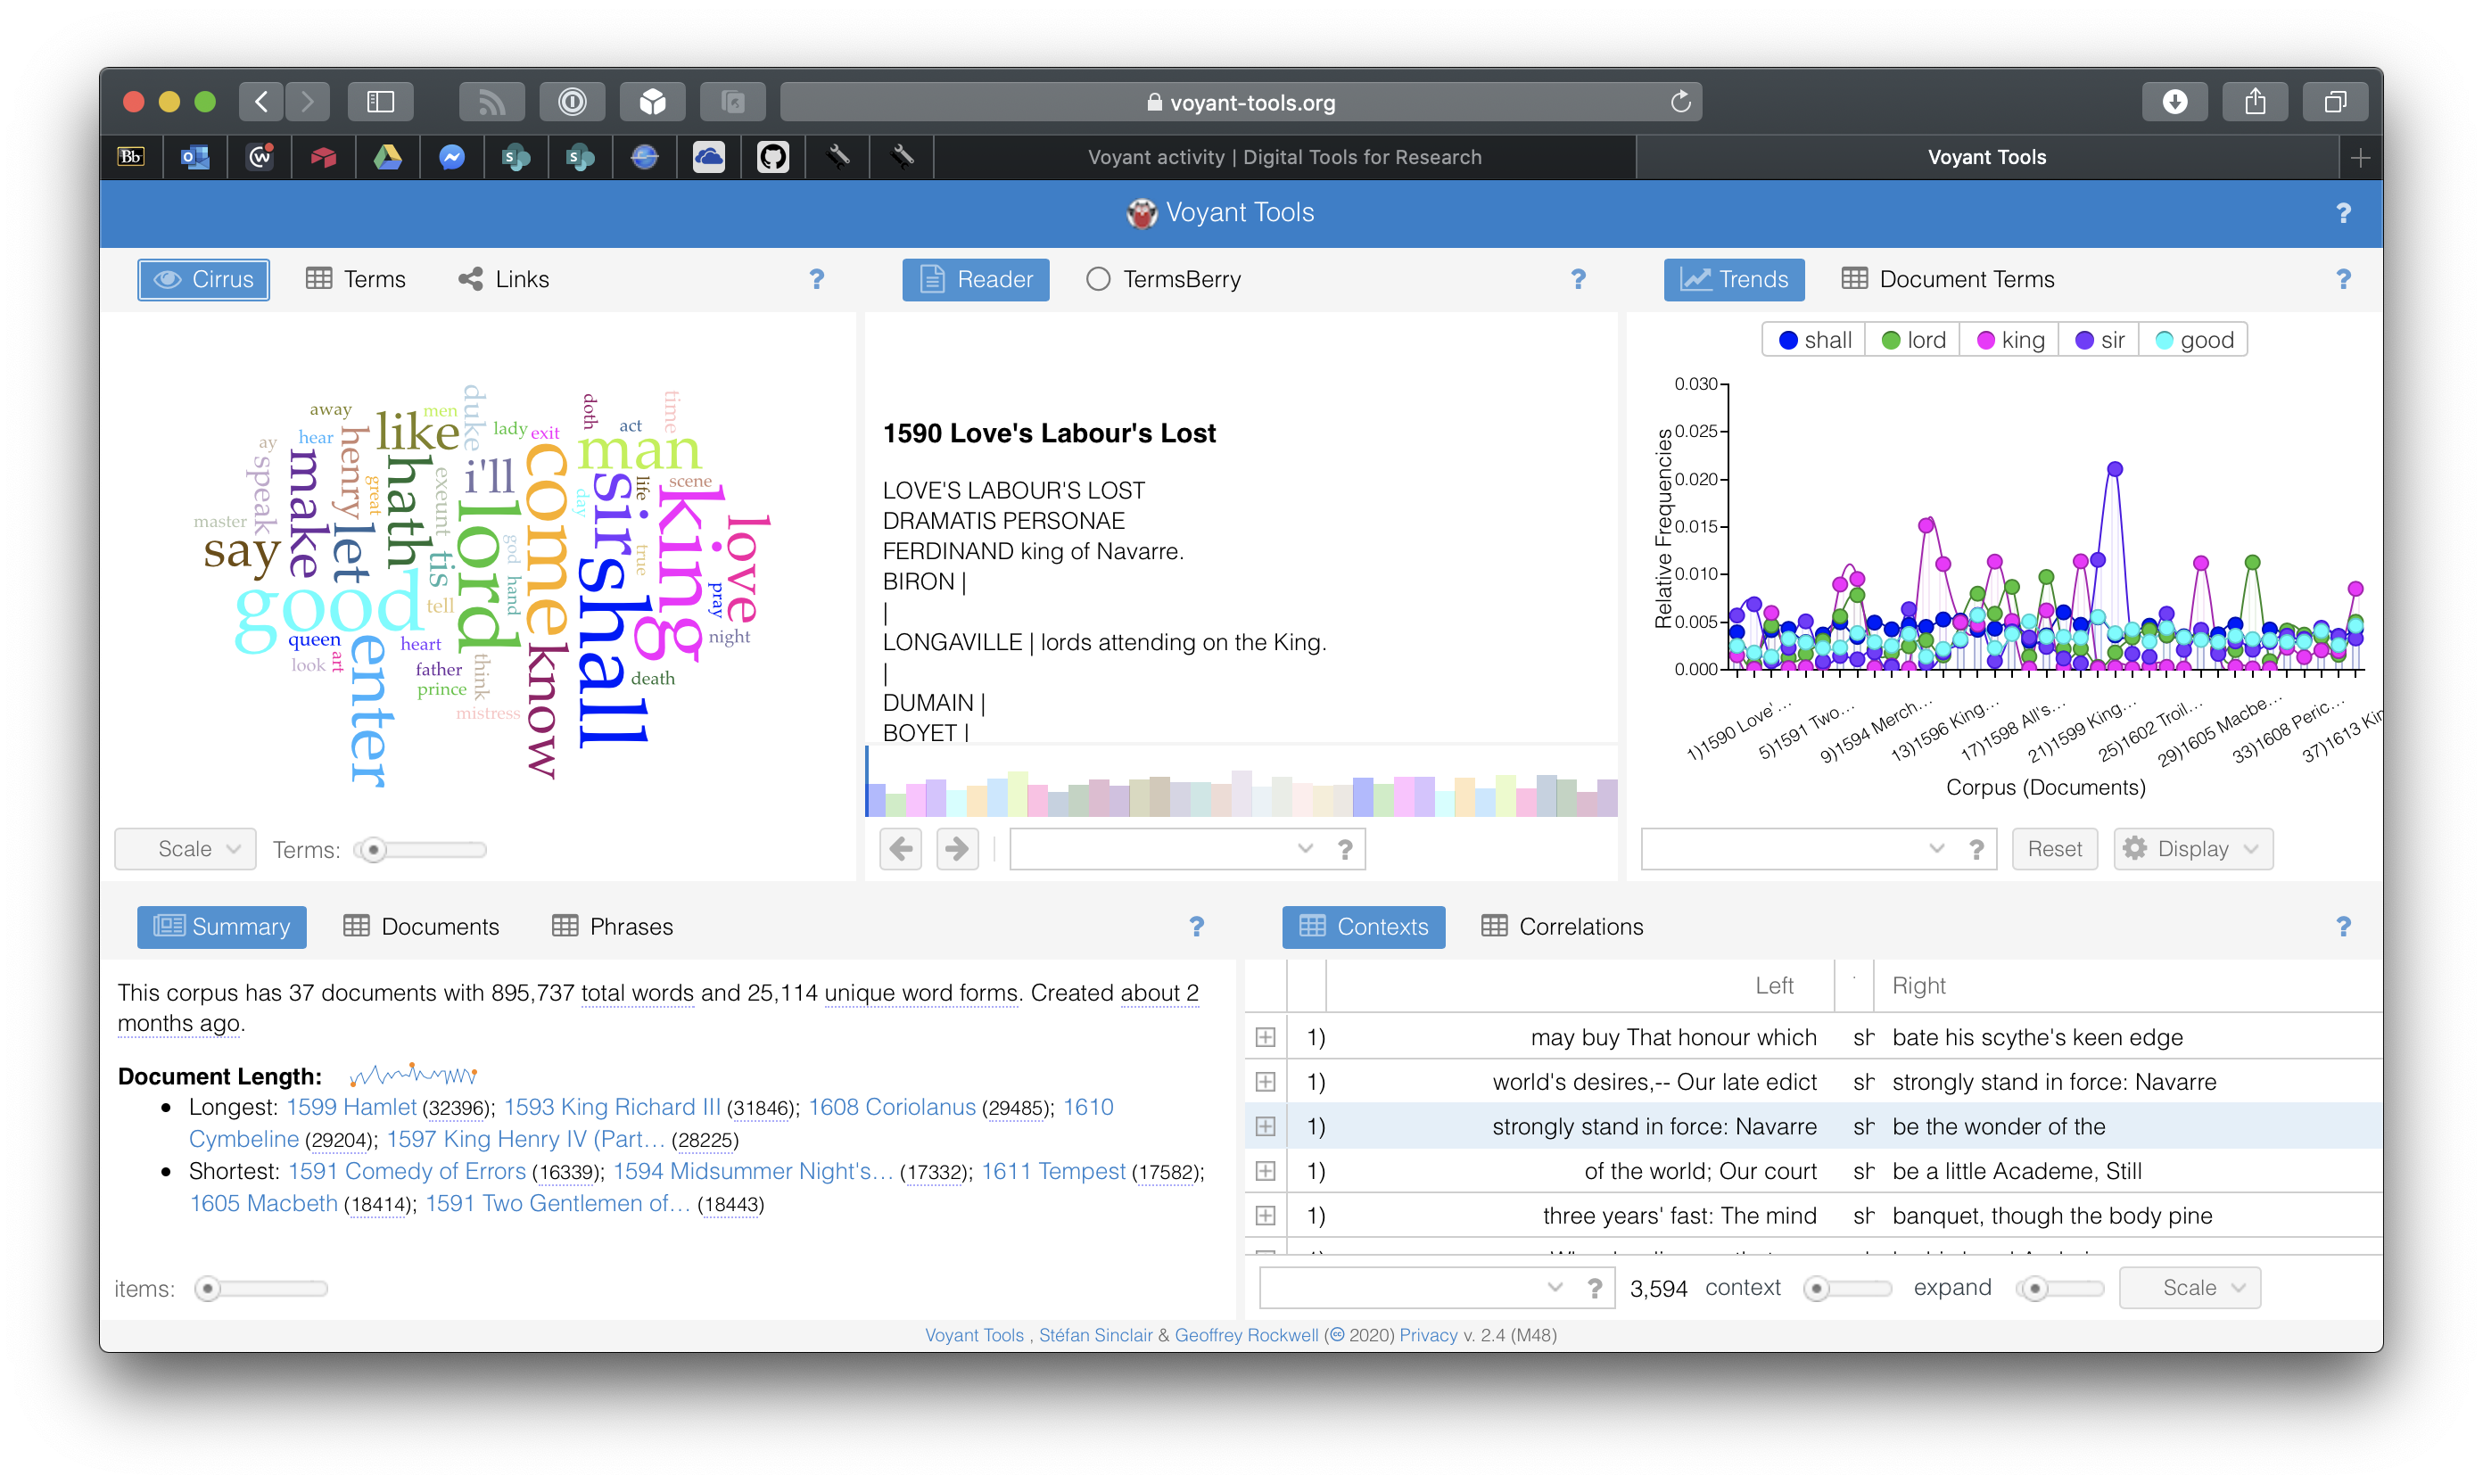 voyant-tools.org
Bb
Voyant activity | Digital Tools for Research
Voyant Tools
Voyant Tools
?
Cirrus Terms Links ?
Reader TermsBerry ?
Trends Document Terms ?
away
men
duke
doth
time
ay
hear
henry
like
lady
exit
act
man
speak
make
great
hath
exeunt
i'll
come
sir
life
day
scene
king
love
master
say
let
tis
lord
god
hand
true
shall
pray
good
tell
night
queen
look
art
enter
heart
father
prince
think
know
death
mistress
Scale Terms:
1590 Love's Labour's Lost
LOVE'S LABOUR'S LOST
DRAMATIS PERSONAE
FERDINAND king of Navarre.
BIRON |
|
LONGAVILLE | lords attending on the King.
|
DUMAIN |
BOYET |
?
shall lord king sir good
0.030
0.025
0.020
0.015
0.010
0.005
0.000
Relative Frequencies
1)1590 Love'...
5)1591 Two...
9)1594 Merch...
13)1596 King...
17)1598 All's...
21)1599 King...
25)1602 Troil...
29)1605 Macbe...
33)1608 Peric...
37)1613 Kin
Corpus (Documents)
? Reset Display
Summary Documents Phrases ?
This corpus has 37 documents with 895,737 total words and 25,114 unique word forms. Created about 2
months ago.
Document Length:
• Longest: 1599 Hamlet (32396); 1593 King Richard III (31846); 1608 Coriolanus (29485); 1610
Cymbeline (29204); 1597 King Henry IV (Part... (28225)
• Shortest: 1591 Comedy of Errors (16339); 1594 Midsummer Night's... (17332); 1611 Tempest (17582);
1605 Macbeth (18414); 1591 Two Gentlemen of... (18443)
items:
Contexts Correlations ?
Left Right
1) may buy That honour which sh bate his scythe's keen edge
1) world's desires,-- Our late edict sh strongly stand in force: Navarre
1) strongly stand in force: Navarre sh be the wonder of the
1) of the world; Our court sh be a little Academe, Still
1) three years' fast: The mind sh banquet, though the body pine
? 3,594 context expand Scale
Voyant Tools , Stéfan Sinclair & Geoffrey Rockwell (cc 2020) Privacy v. 2.4 (M48)